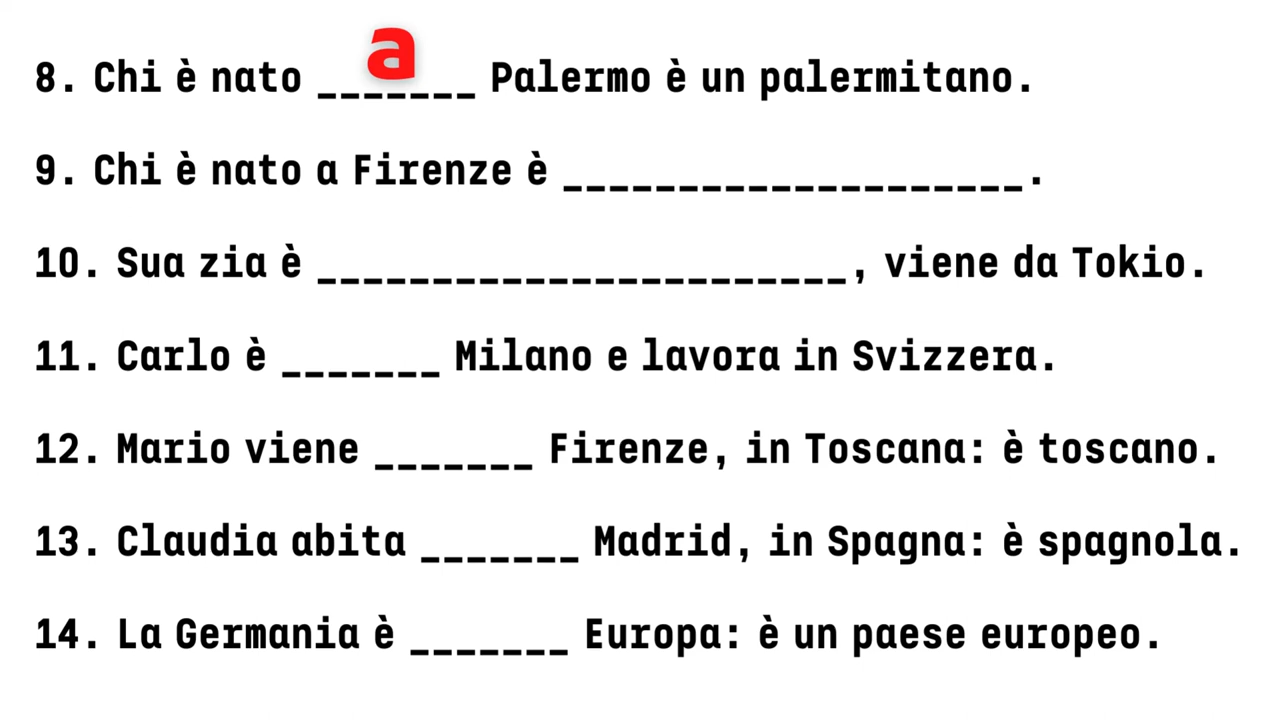 8. Chi è nato ___a____ Palermo è un palermitano.
9. Chi è nato a Firenze è ____________________.
10. Sua zia è _______________________, viene da Tokio.
11. Carlo è _______ Milano e lavora in Svizzera.
12. Mario viene _______ Firenze, in Toscana: è toscano.
13. Claudia abita _______ Madrid, in Spagna: è spagnola.
14. La Germania è _______ Europa: è un paese europeo.